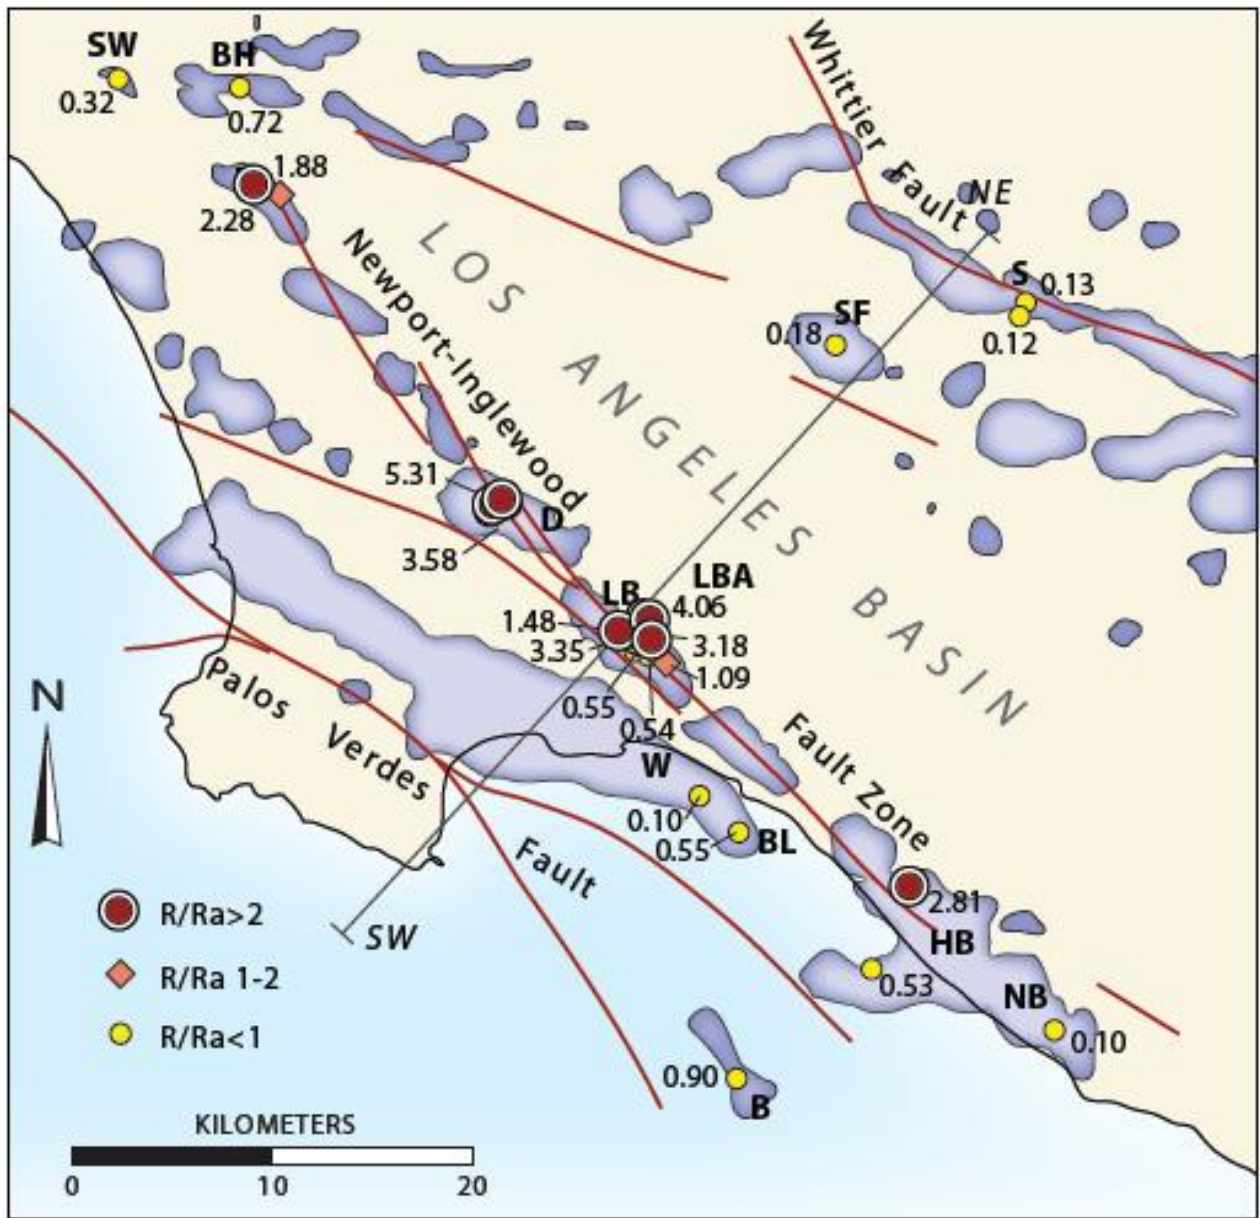 SW
BH
0.32
0.72
1.88
2.28
Whittier Fault
NE
S
0.13
0.12
SF
0.18
LOS ANGELES BASIN
Newport-Inglewood
Fault Zone
5.31
D
3.58
LB
LBA
4.06
1.48
3.35
3.18
1.09
0.55
0.54
Palos Verdes
Fault
N
W
0.10
0.55
BL
2.81
HB
0.53
NB
0.10
0.90
B
SW
R/Ra>2
R/Ra 1-2
R/Ra<1
KILOMETERS
0 10 20